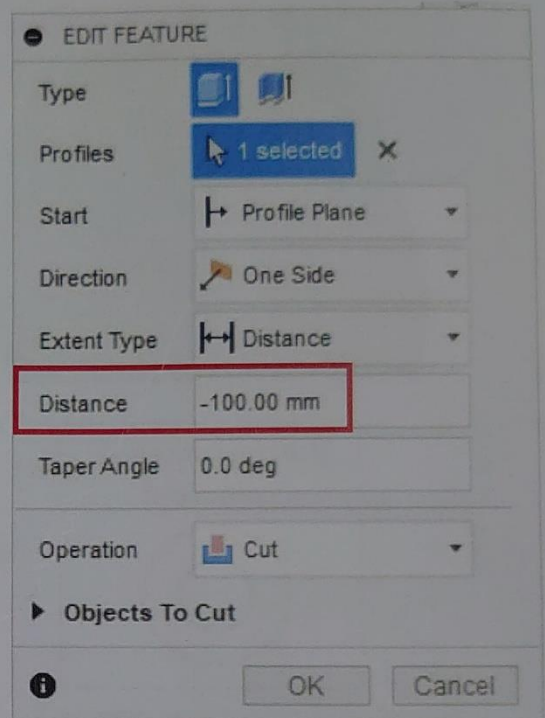 EDIT FEATURE
Type
Profiles 1 selected
Start Profile Plane
Direction One Side
Extent Type Distance
Distance -100.00 mm
Taper Angle 0.0 deg
Operation Cut
Objects To Cut
OK Cancel